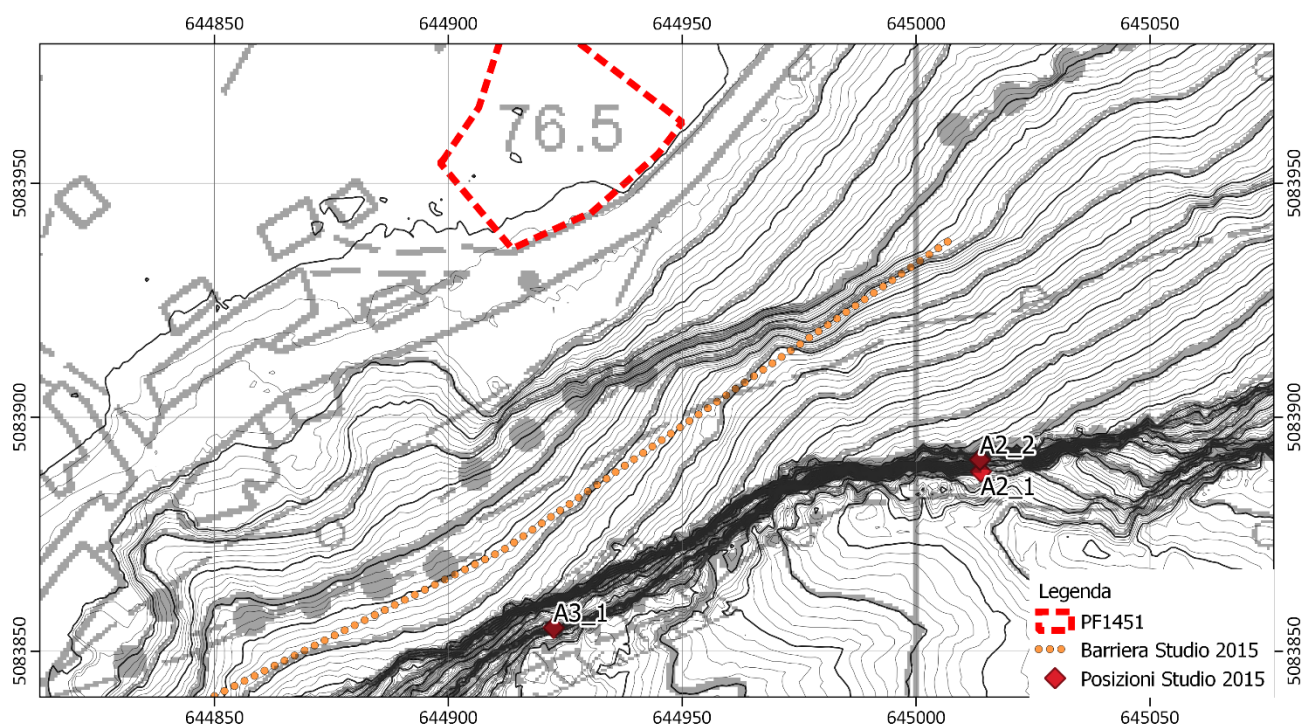 644850 644900 644950 645000 645050
5083950 5083950
76.5
5083900 5083900
A2_2
A2_1
A3_1
5083850 5083850
Legenda
PF1451
Barriera Studio 2015
Posizioni Studio 2015
644850 644900 644950 645000 645050